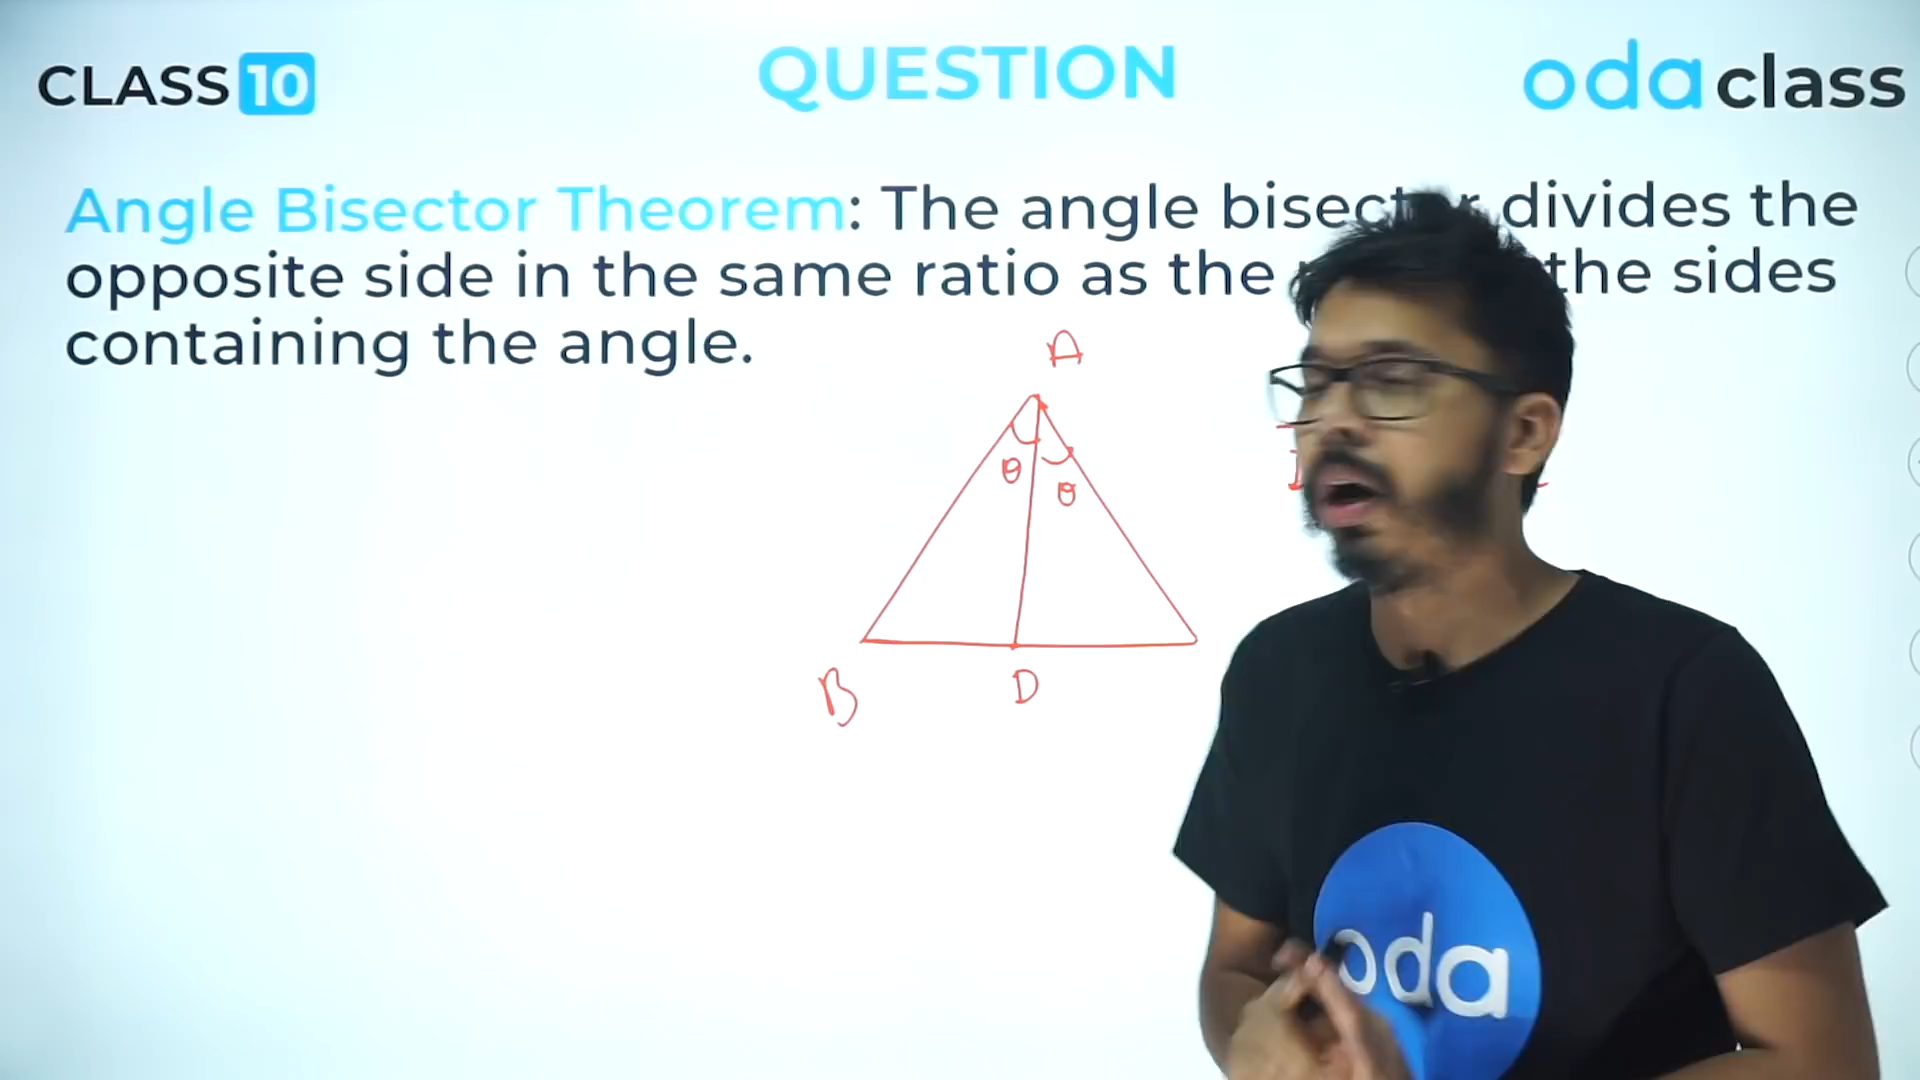 CLASS 10
QUESTION
oda class
Angle Bisector Theorem: The angle bisector divides the
opposite side in the same ratio as the the sides
containing the angle.
A
θ
θ
B
D
oda